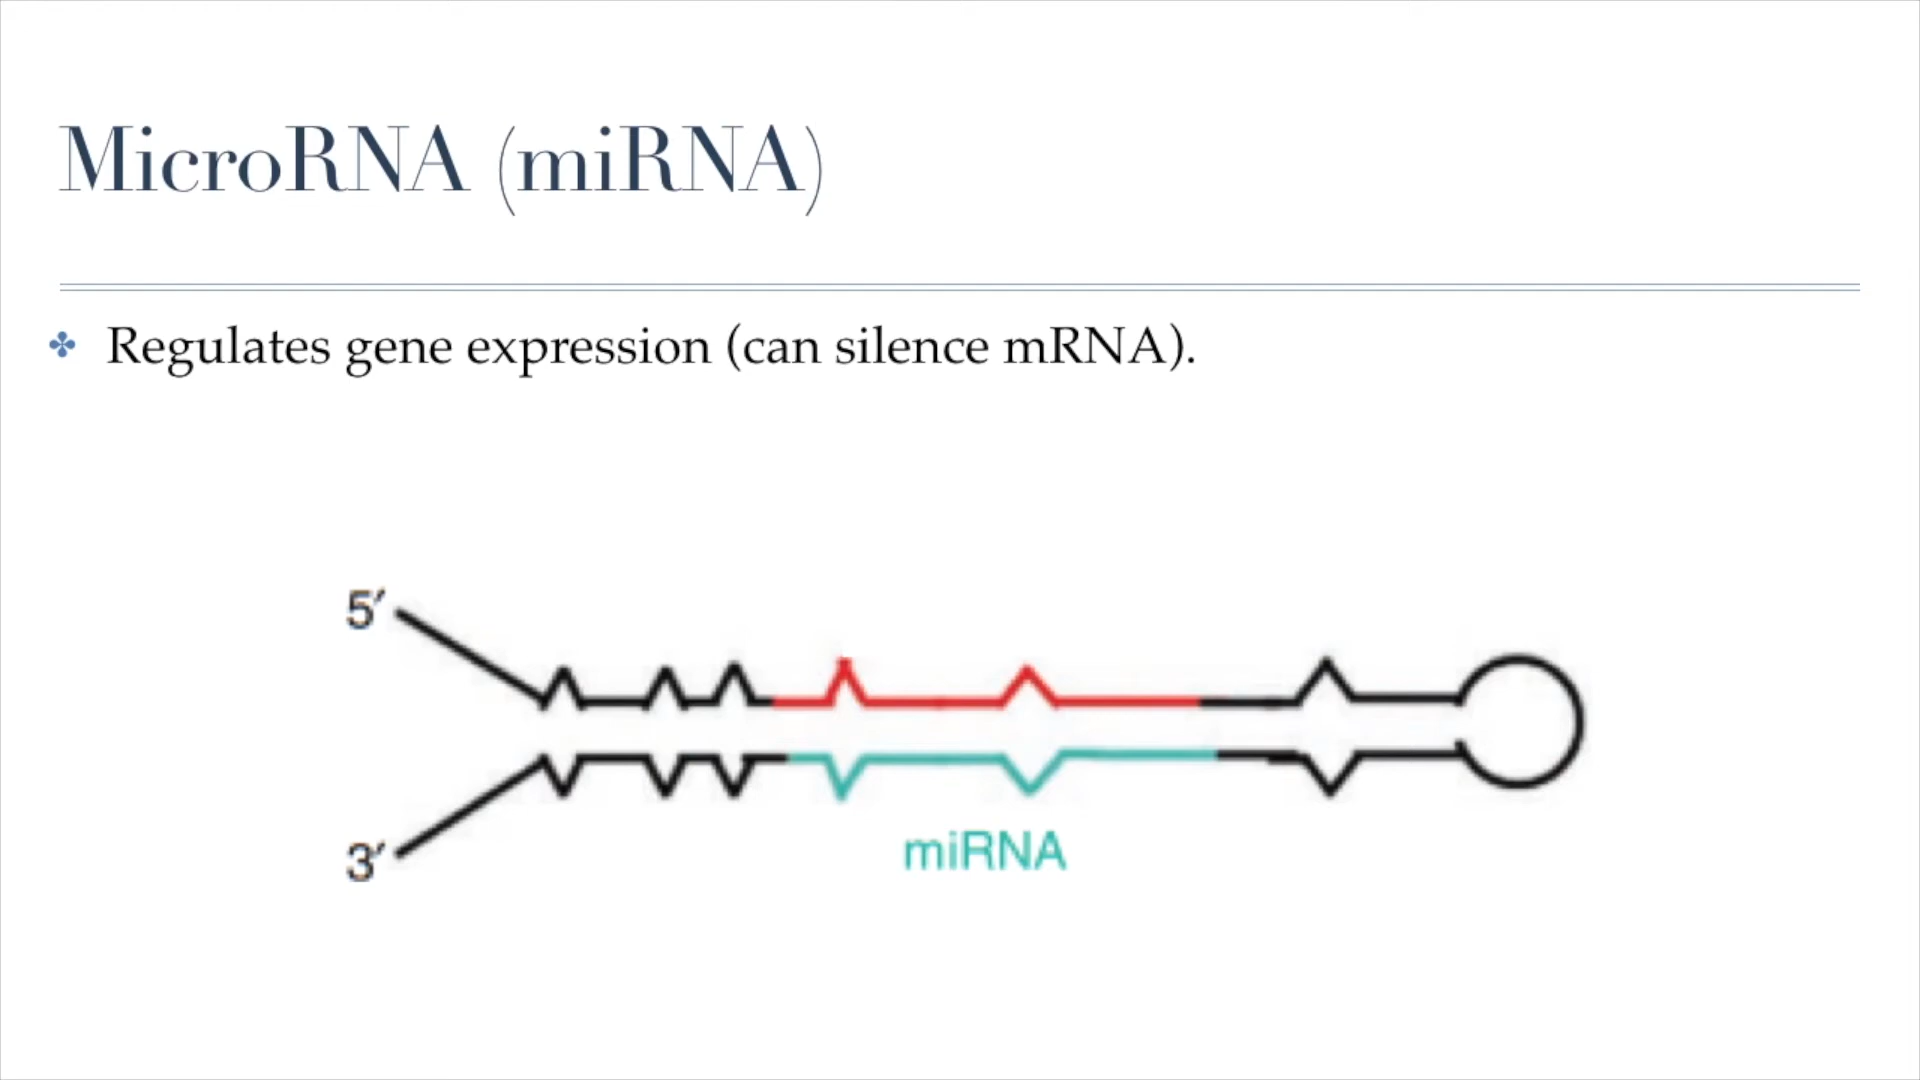 MicroRNA (miRNA)
Regulates gene expression (can silence mRNA).
5′
3′
miRNA